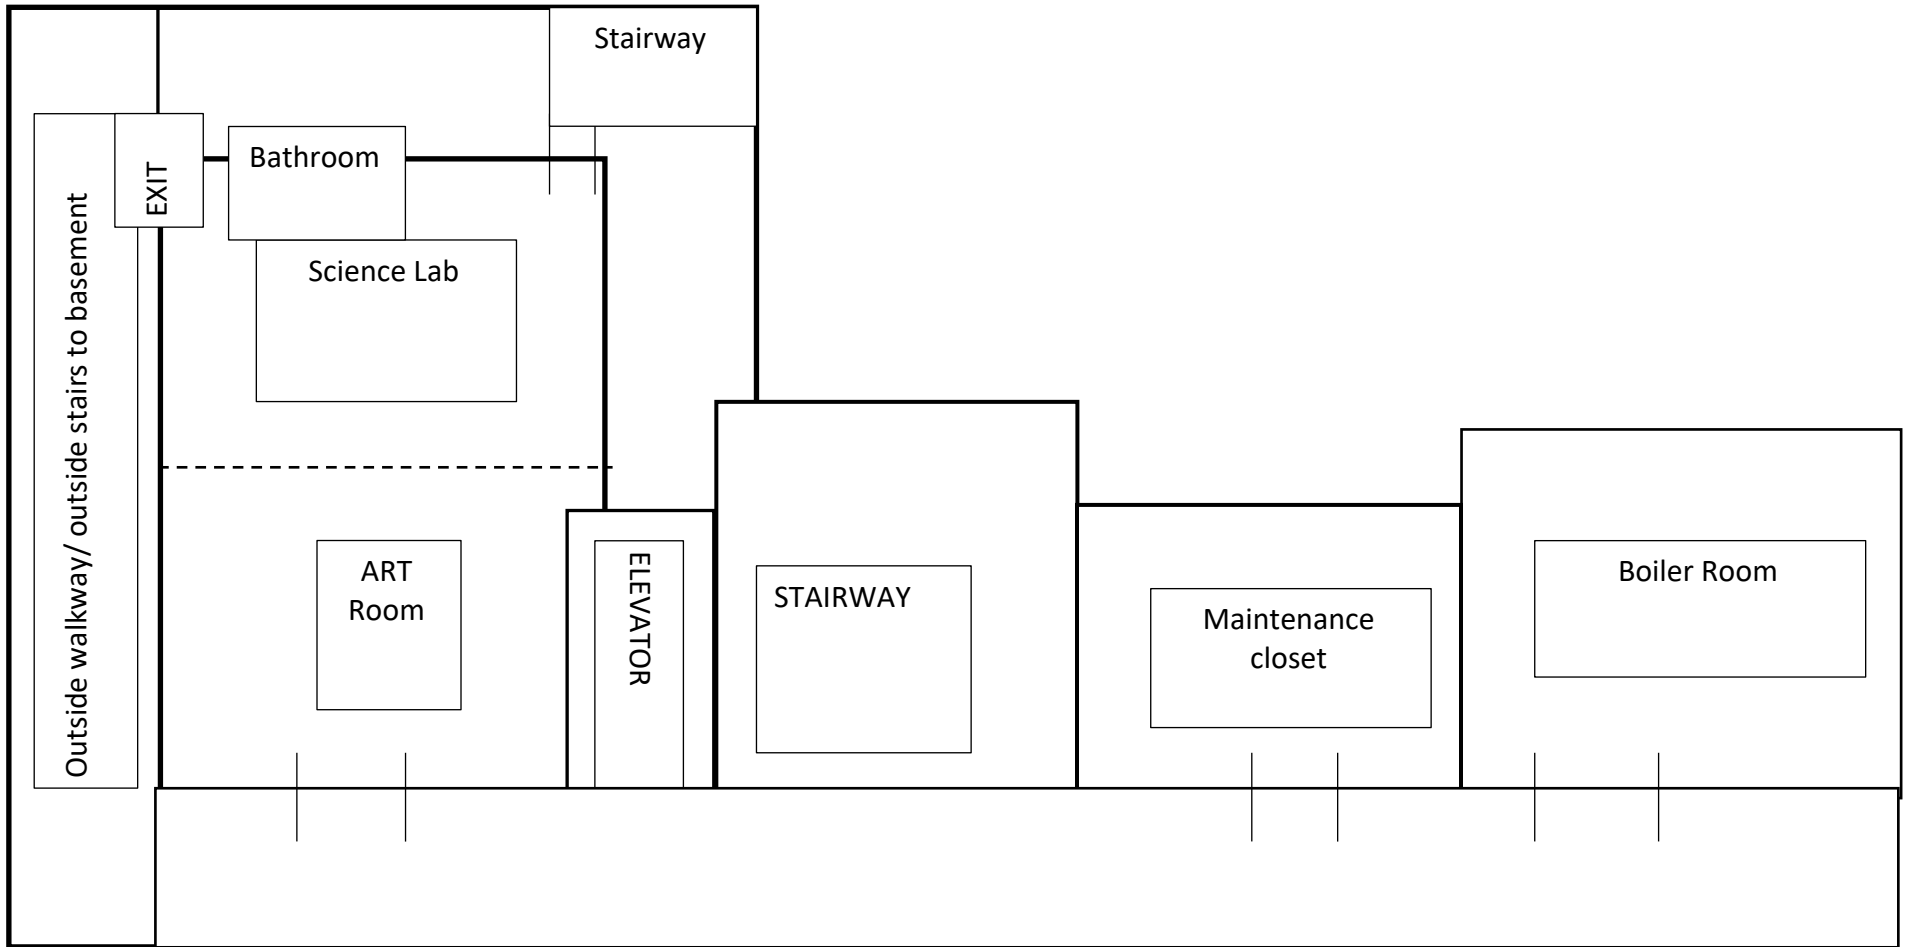 Stairway
Bathroom
EXIT
Outside walkway/ outside stairs to basement
Science Lab
ART
Room
ELEVATOR
STAIRWAY
Maintenance
closet
Boiler Room